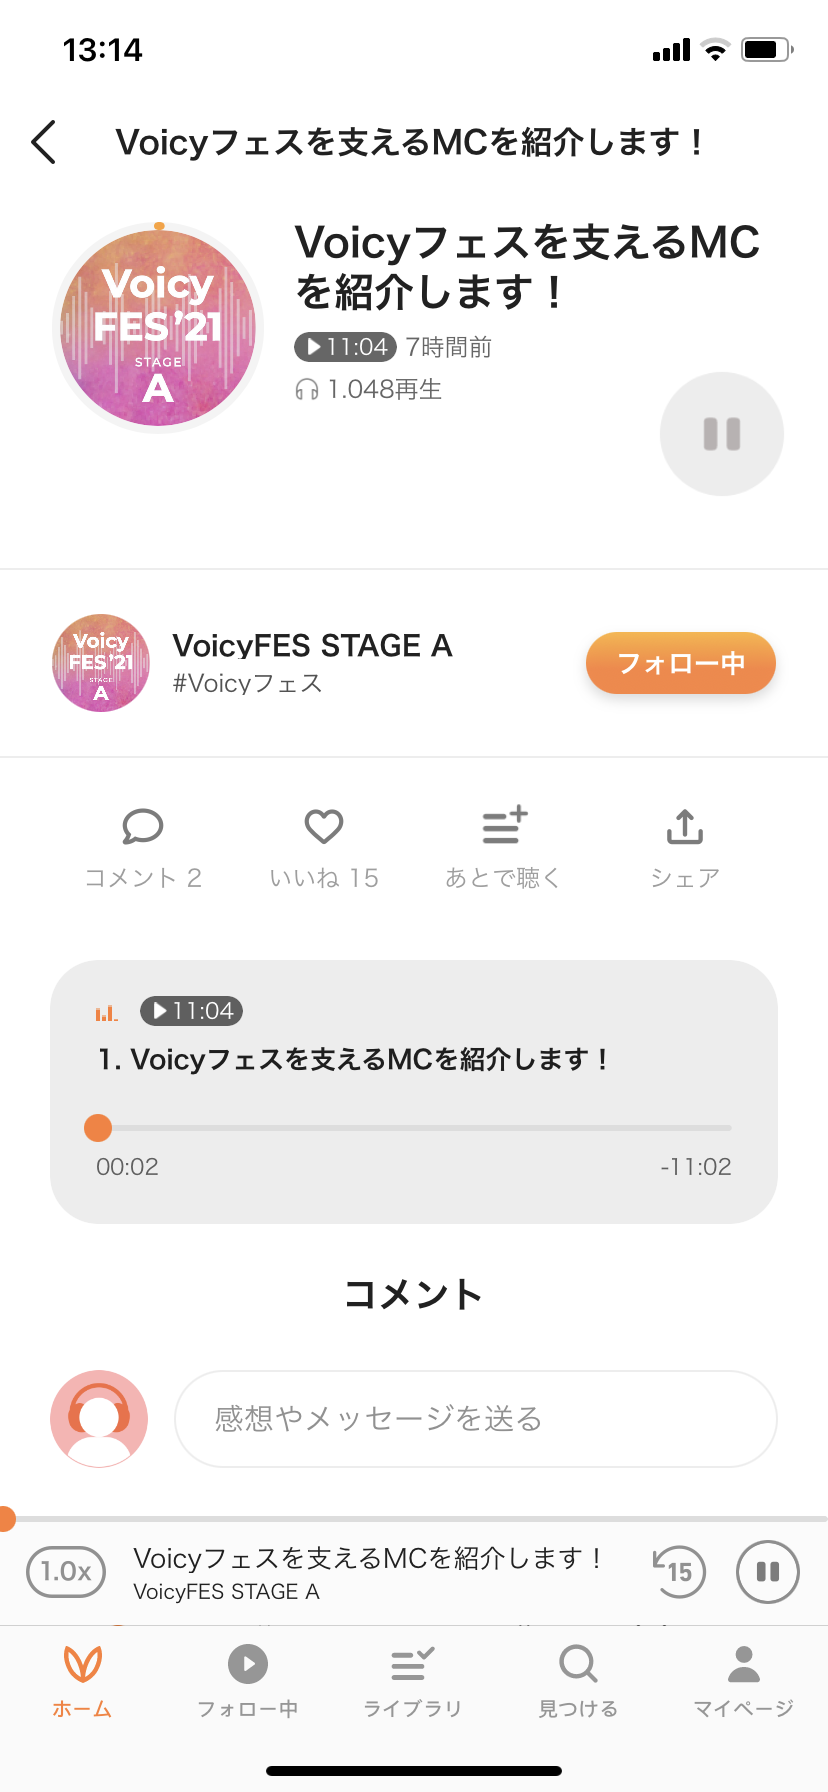 13:14
Voicyフェスを支えるMCを紹介します！
Voicy
FES'21
STAGE
A
Voicyフェスを支えるMC
を紹介します！
11:04 7時間前
1.048再生
Voicy
FES'21
STAGE
A
VoicyFES STAGE A
#Voicyフェス
フォロー中
コメント 2
いいね 15
あとで聴く
シェア
11:04
1. Voicyフェスを支えるMCを紹介します！
00:02
-11:02
コメント
感想やメッセージを送る
1.0x
Voicyフェスを支えるMCを紹介します！
VoicyFES STAGE A
15
ホーム
フォロー中
ライブラリ
見つける
マイページ